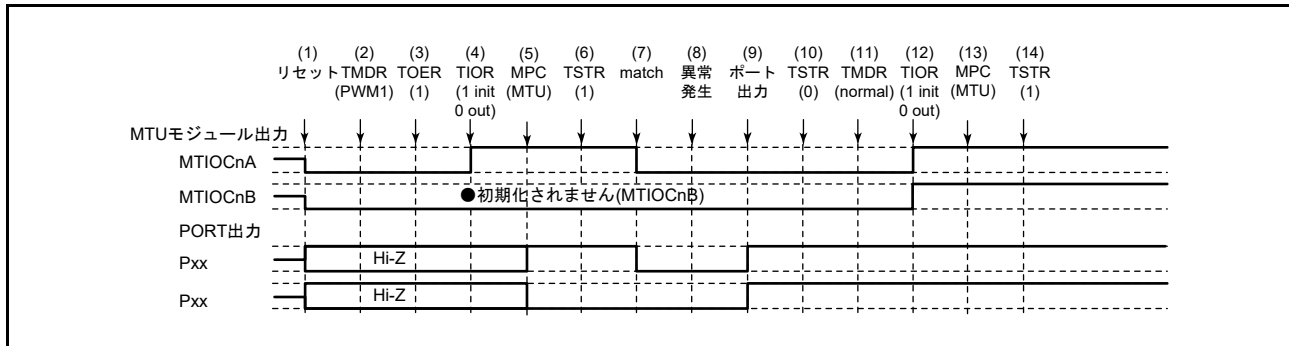 (1) (2) (3) (4) (5) (6) (7) (8) (9) (10) (11) (12) (13) (14)
リセット TMDR TOER TIOR MPC TSTR match 異常 ポート TSTR TMDR TIOR MPC TSTR
(PWM1) (1) (1 init (MTU) (1) 発生 出力 (0) (normal) (1 init (MTU) (1)
0 out) 0 out)
MTUモジュール出力
MTIOCnA
MTIOCnB ●初期化されません(MTIOCnB)
PORT出力
Pxx Hi-Z
Pxx Hi-Z